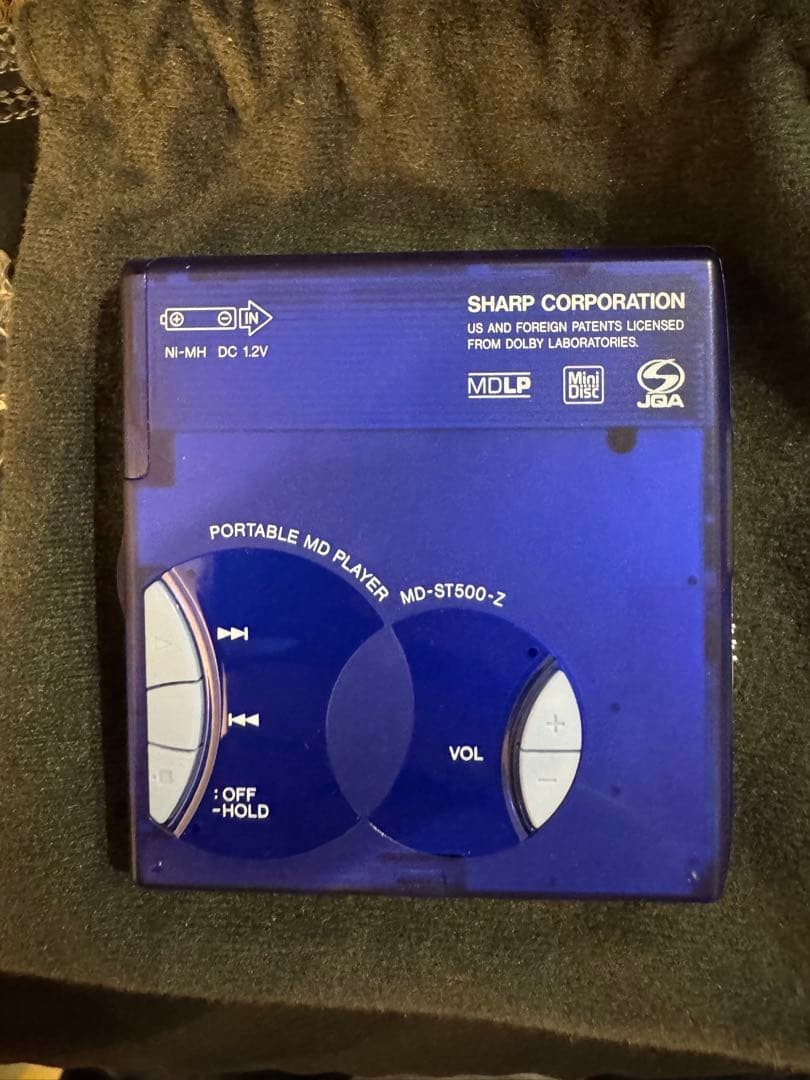 IN
Ni-MH DC 1.2V
SHARP CORPORATION
US AND FOREIGN PATENTS LICENSED
FROM DOLBY LABORATORIES.
MDLP
Mini
Disc
JQA
PORTABLE MD PLAYER
MD-ST500-Z
VOL
+
−
: OFF
-HOLD